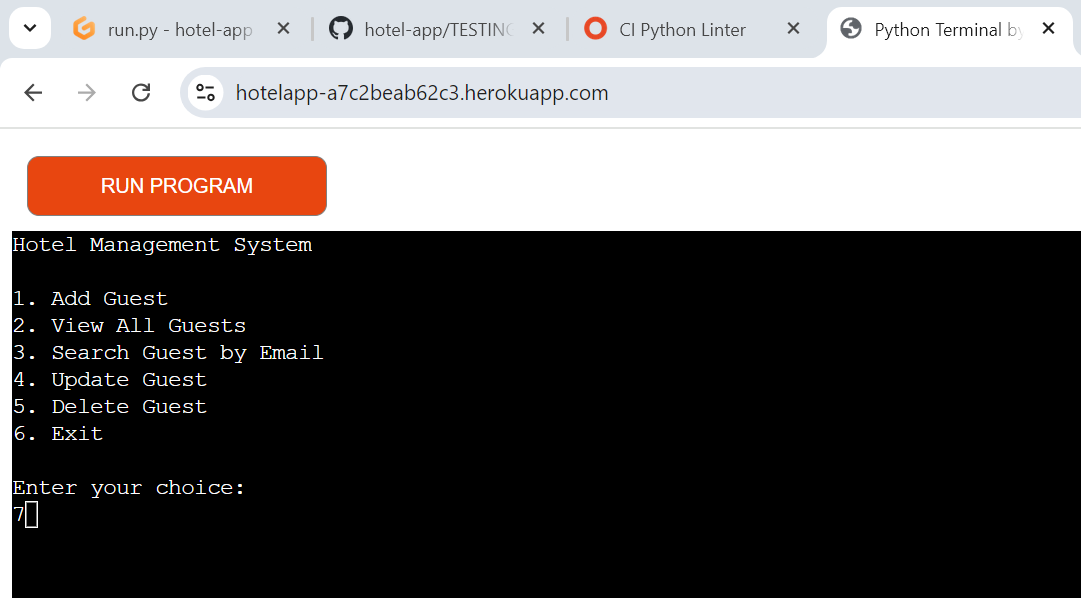 run.py - hotel-app
hotel-app/TESTING
CI Python Linter
Python Terminal by
hotelapp-a7c2beab62c3.herokuapp.com
RUN PROGRAM
Hotel Management System
1. Add Guest
2. View All Guests
3. Search Guest by Email
4. Update Guest
5. Delete Guest
6. Exit
Enter your choice:
7